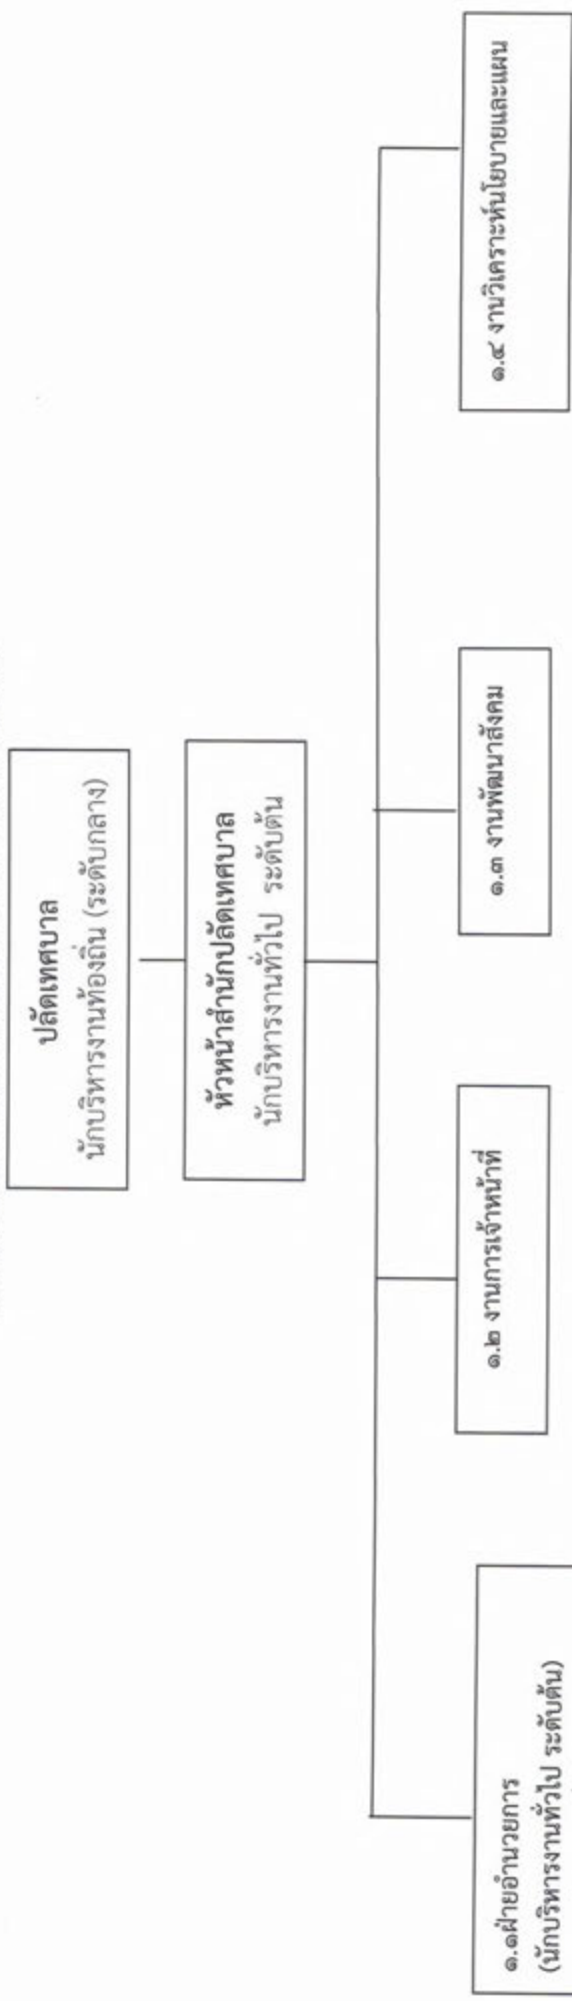 ปลัดเทศบาล
นักบริหารงานท้องถิ่น (ระดับกลาง)
หัวหน้าสำนักปลัดเทศบาล
นักบริหารงานทั่วไป ระดับต้น
๑.๑ฝ่ายอำนวยการ
(นักบริหารงานทั่วไป ระดับต้น)
๑.๒ งานการเจ้าหน้าที่
๑.๓ งานพัฒนาสังคม
๑.๔ งานวิเคราะห์นโยบายและแผน